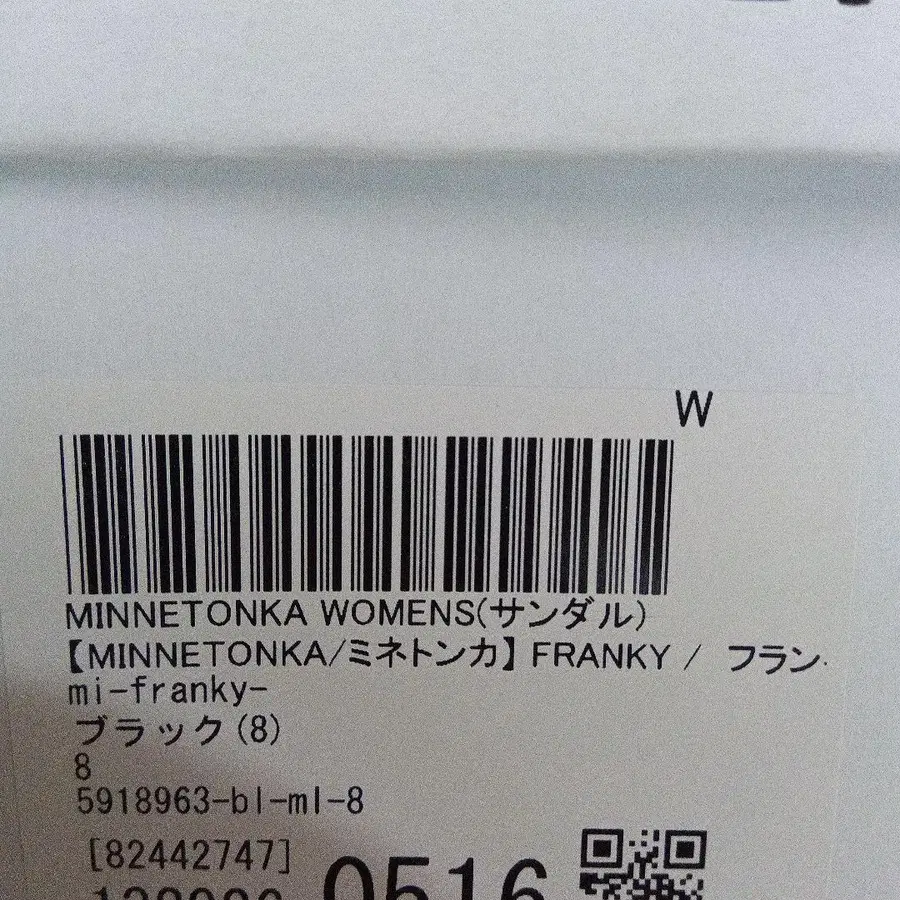 W
MINNETONKA WOMENS(サンダル)
【MINNETONKA/ミネトンカ】 FRANKY / フラン
mi-franky-
ブラック(8)
8
5918963-bl-ml-8
[82442747]
0516